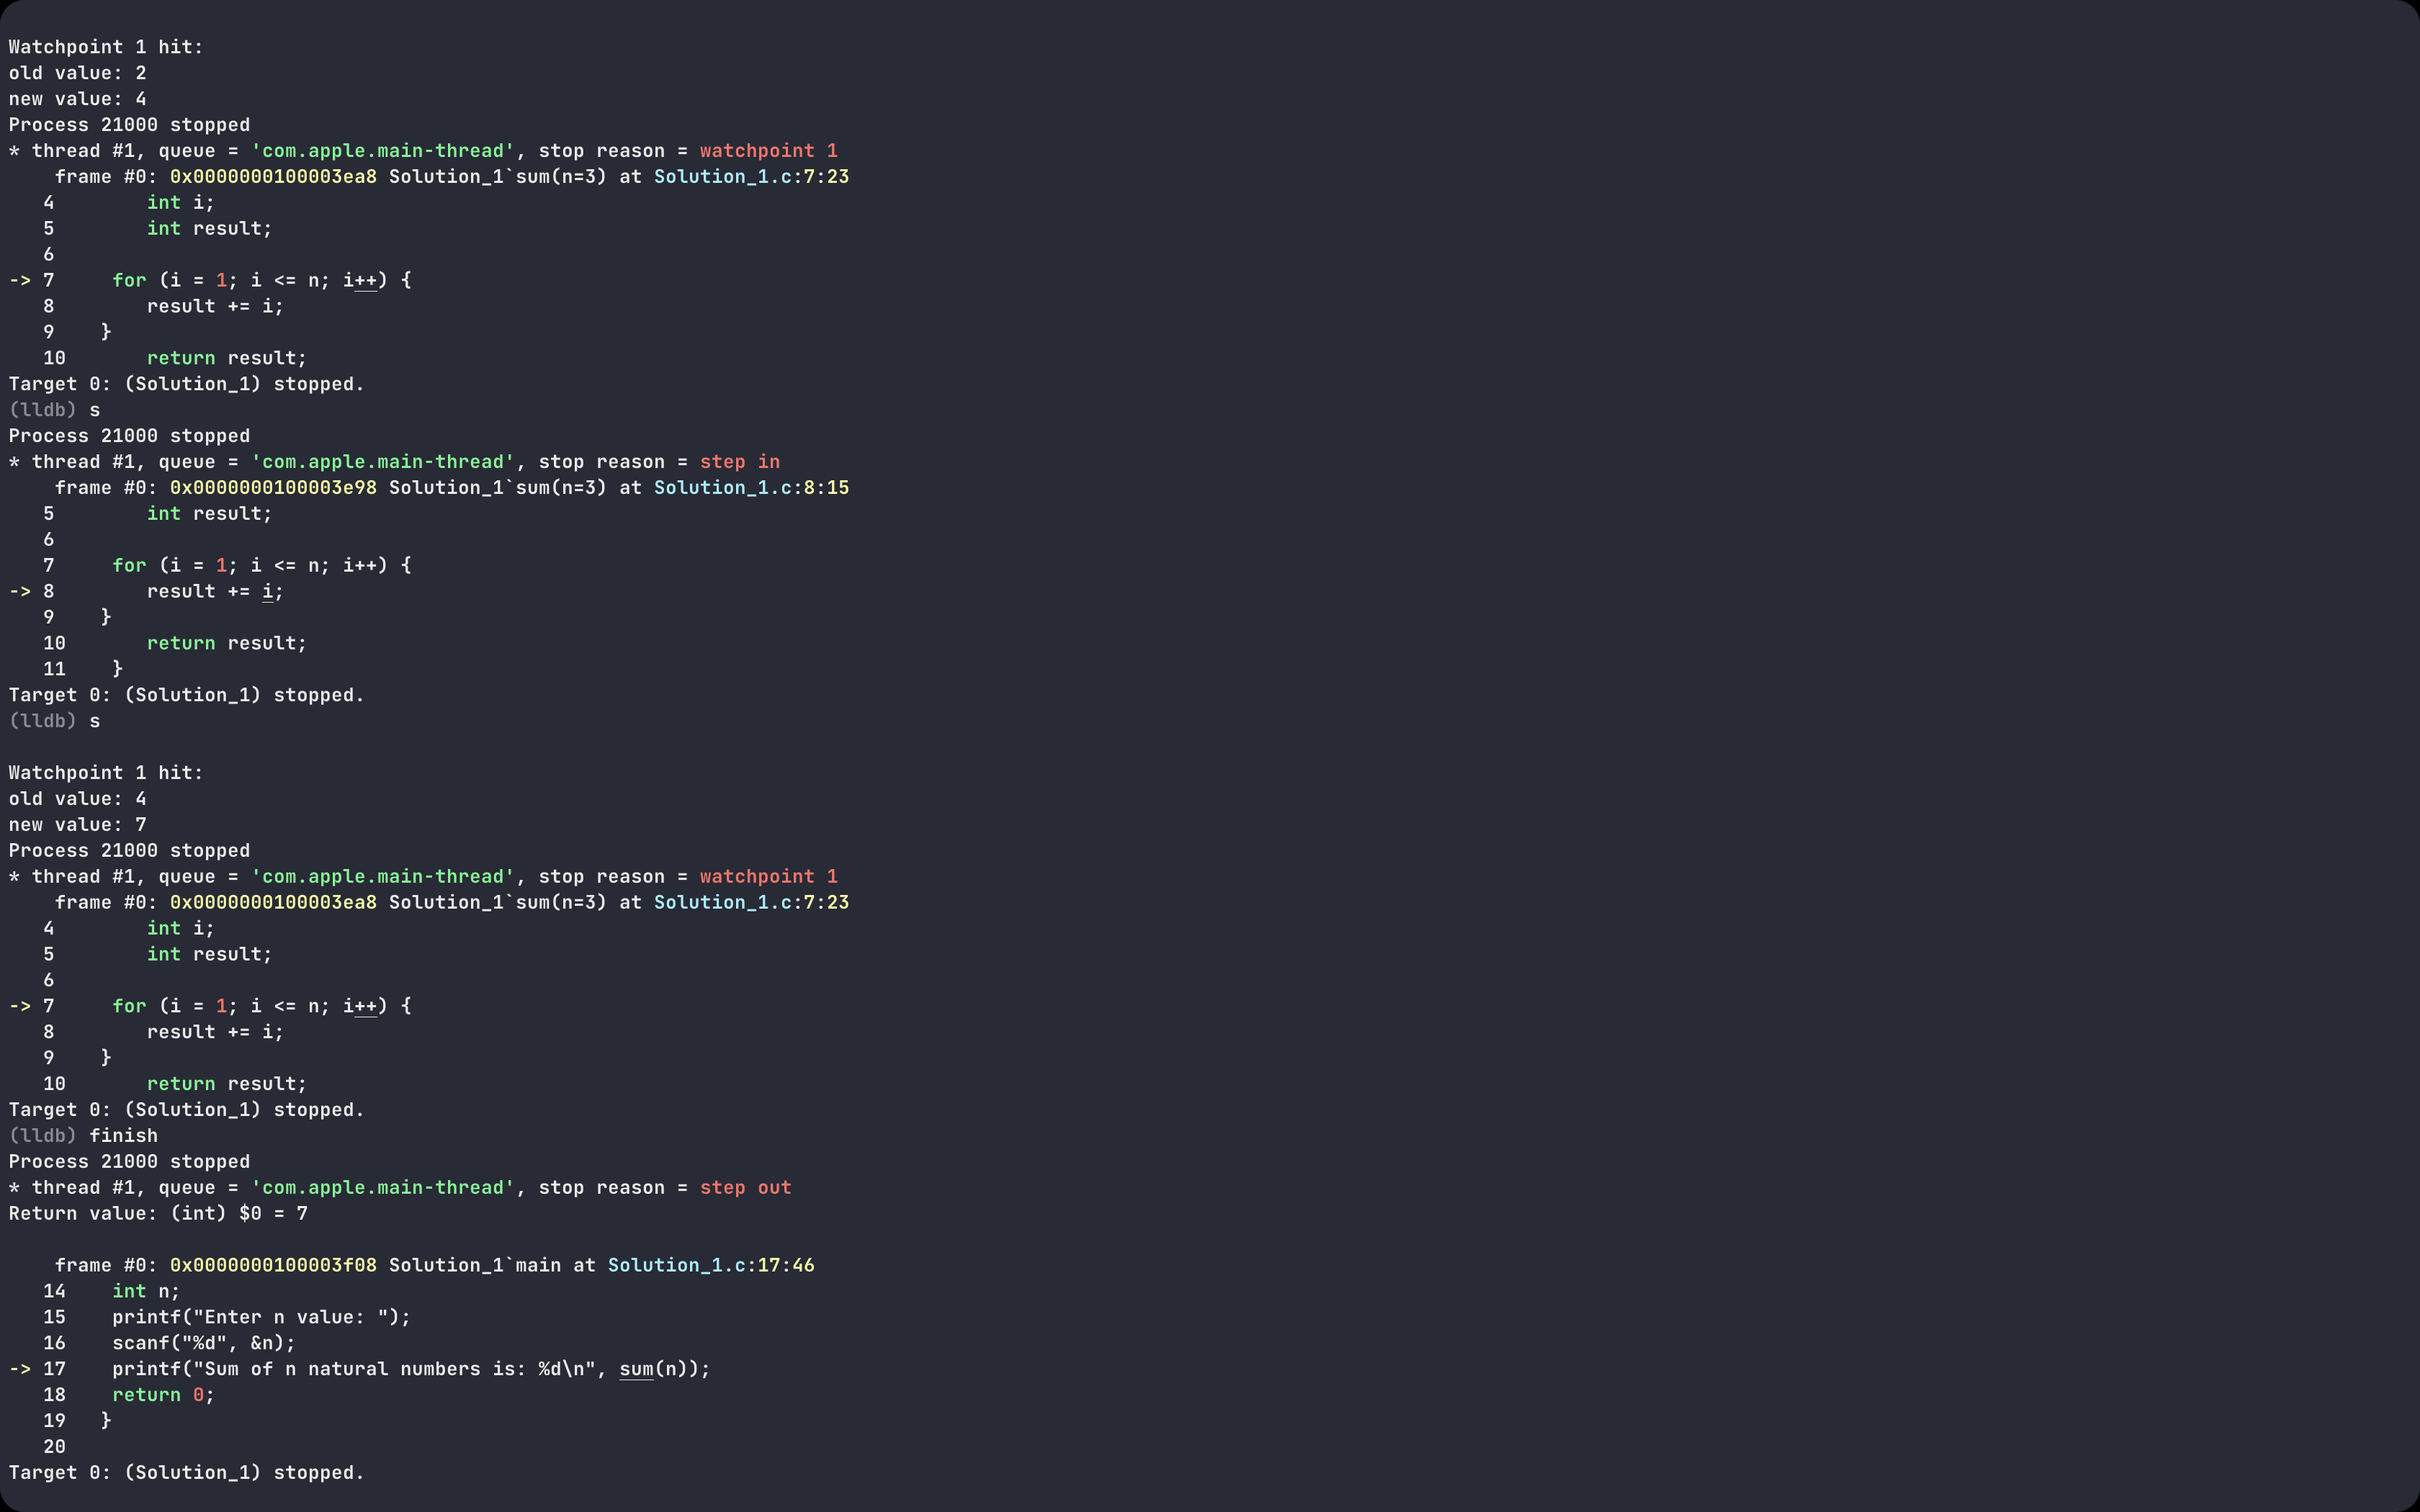 Watchpoint 1 hit:
old value: 2
new value: 4
Process 21000 stopped
* thread #1, queue = 'com.apple.main-thread', stop reason = watchpoint 1
    frame #0: 0x0000000100003ea8 Solution_1`sum(n=3) at Solution_1.c:7:23
   4        int i;
   5        int result;
   6
-> 7     for (i = 1; i <= n; i++) {
   8        result += i;
   9    }
   10       return result;
Target 0: (Solution_1) stopped.
(lldb) s
Process 21000 stopped
* thread #1, queue = 'com.apple.main-thread', stop reason = step in
    frame #0: 0x0000000100003e98 Solution_1`sum(n=3) at Solution_1.c:8:15
   5        int result;
   6
   7     for (i = 1; i <= n; i++) {
-> 8        result += i;
   9    }
   10       return result;
   11    }
Target 0: (Solution_1) stopped.
(lldb) s

Watchpoint 1 hit:
old value: 4
new value: 7
Process 21000 stopped
* thread #1, queue = 'com.apple.main-thread', stop reason = watchpoint 1
    frame #0: 0x0000000100003ea8 Solution_1`sum(n=3) at Solution_1.c:7:23
   4        int i;
   5        int result;
   6
-> 7     for (i = 1; i <= n; i++) {
   8        result += i;
   9    }
   10       return result;
Target 0: (Solution_1) stopped.
(lldb) finish
Process 21000 stopped
* thread #1, queue = 'com.apple.main-thread', stop reason = step out
Return value: (int) $0 = 7

    frame #0: 0x0000000100003f08 Solution_1`main at Solution_1.c:17:46
   14    int n;
   15    printf("Enter n value: ");
   16    scanf("%d", &n);
-> 17    printf("Sum of n natural numbers is: %d\n", sum(n));
   18    return 0;
   19   }
   20
Target 0: (Solution_1) stopped.